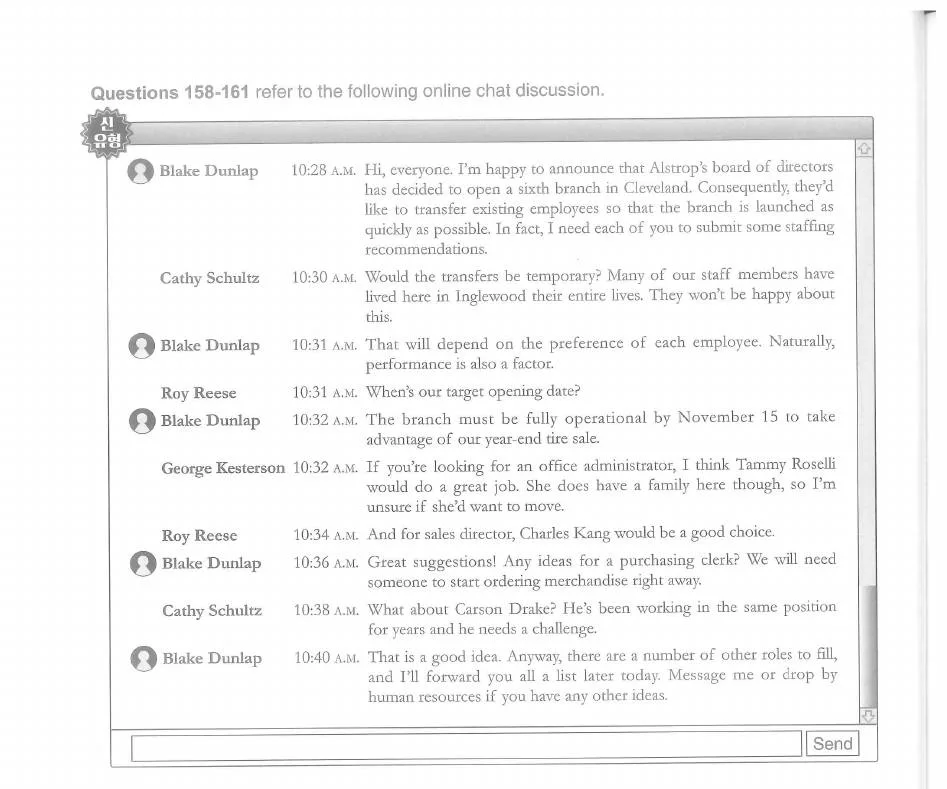 Questions 158-161 refer to the following online chat discussion.
신
유형
Blake Dunlap 10:28 A.M. Hi, everyone. I'm happy to announce that Alstrop's board of directors
has decided to open a sixth branch in Cleveland. Consequently, they'd
like to transfer existing employees so that the branch is launched as
quickly as possible. In fact, I need each of you to submit some staffing
recommendations.
Cathy Schultz 10:30 A.M. Would the transfers be temporary? Many of our staff members have
lived here in Inglewood their entire lives. They won't be happy about
this.
Blake Dunlap 10:31 A.M. That will depend on the preference of each employee. Naturally,
performance is also a factor.
Roy Reese 10:31 A.M. When's our target opening date?
Blake Dunlap 10:32 A.M. The branch must be fully operational by November 15 to take
advantage of our year-end tire sale.
George Kesterson 10:32 A.M. If you're looking for an office administrator, I think Tammy Roselli
would do a great job. She does have a family here though, so I'm
unsure if she'd want to move.
Roy Reese 10:34 A.M. And for sales director, Charles Kang would be a good choice.
Blake Dunlap 10:36 A.M. Great suggestions! Any ideas for a purchasing clerk? We will need
someone to start ordering merchandise right away.
Cathy Schultz 10:38 A.M. What about Carson Drake? He's been working in the same position
for years and he needs a challenge.
Blake Dunlap 10:40 A.M. That is a good idea. Anyway, there are a number of other roles to fill,
and I'll forward you all a list later today. Message me or drop by
human resources if you have any other ideas.
Send